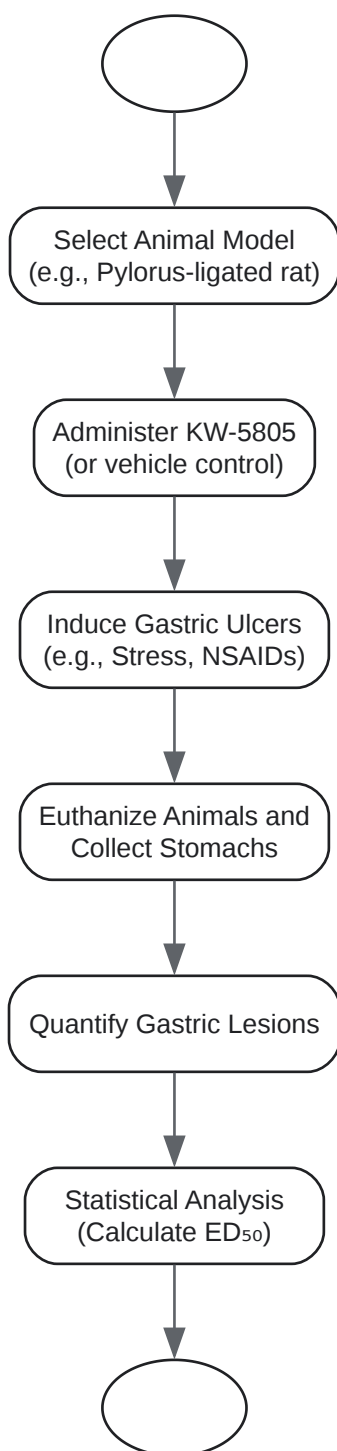 Select Animal Model
(e.g., Pylorus-ligated rat)
Administer KW-5805
(or vehicle control)
Induce Gastric Ulcers
(e.g., Stress, NSAIDs)
Euthanize Animals and
Collect Stomachs
Quantify Gastric Lesions
Statistical Analysis
(Calculate ED₅₀)